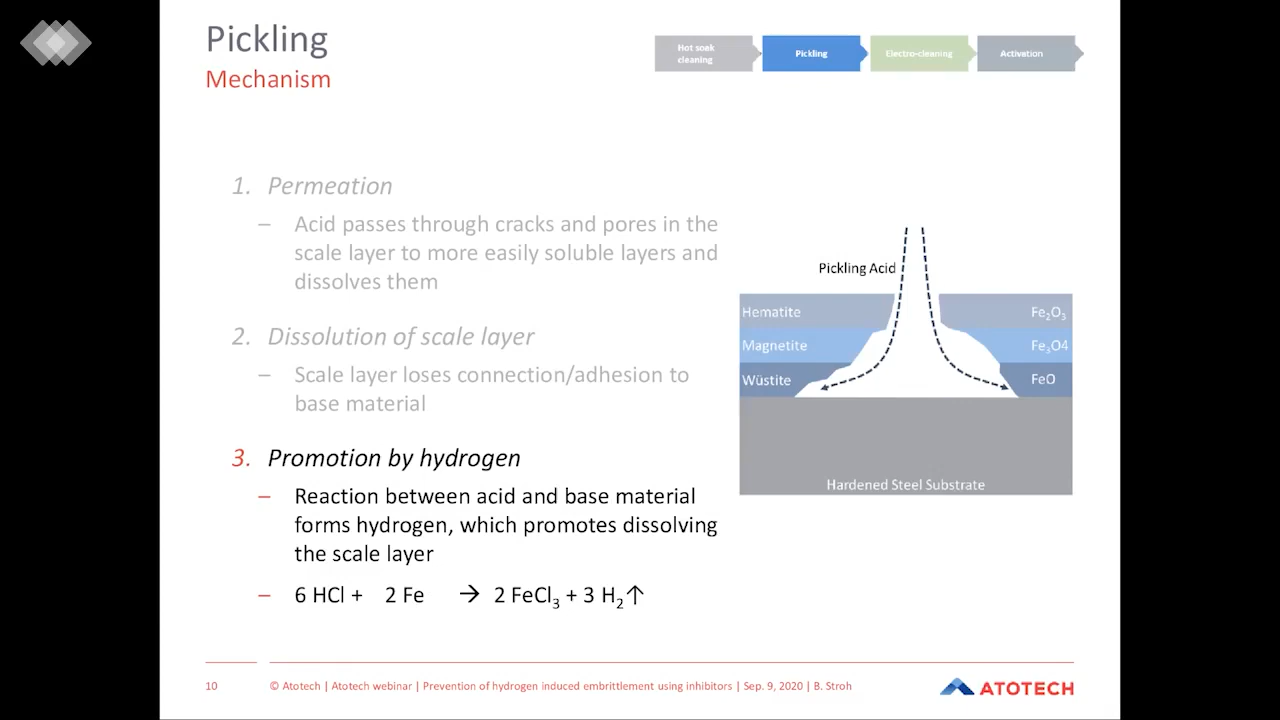 Pickling
Mechanism
Hot soak
cleaning
Pickling
Electro-cleaning
Activation
1. Permeation
– Acid passes through cracks and pores in the
scale layer to more easily soluble layers and
dissolves them
2. Dissolution of scale layer
– Scale layer loses connection/adhesion to
base material
3. Promotion by hydrogen
– Reaction between acid and base material
forms hydrogen, which promotes dissolving
the scale layer
– 6 HCl + 2 Fe → 2 FeCl₃ + 3 H₂↑
Pickling Acid
Hematite Fe₂O₃
Magnetite Fe₃O4
Wüstite FeO
Hardened Steel Substrate
10 © Atotech | Atotech webinar | Prevention of hydrogen induced embrittlement using inhibitors | Sep. 9, 2020 | B. Stroh
ATOTECH